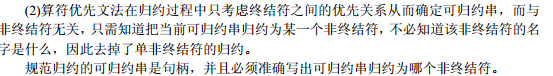 (2)算符优先文法在归约过程中只考虑终结符之间的优先关系从而确定可归约串，而与
非终结符无关，只需知道把当前可归约串归约为某一个非终结符，不必知道该非终结符的名
字是什么，因此去掉了单非终结符的归约。
规范归约的可归约串是句柄，并且必须准确写出可归约串归约为哪个非终结符。